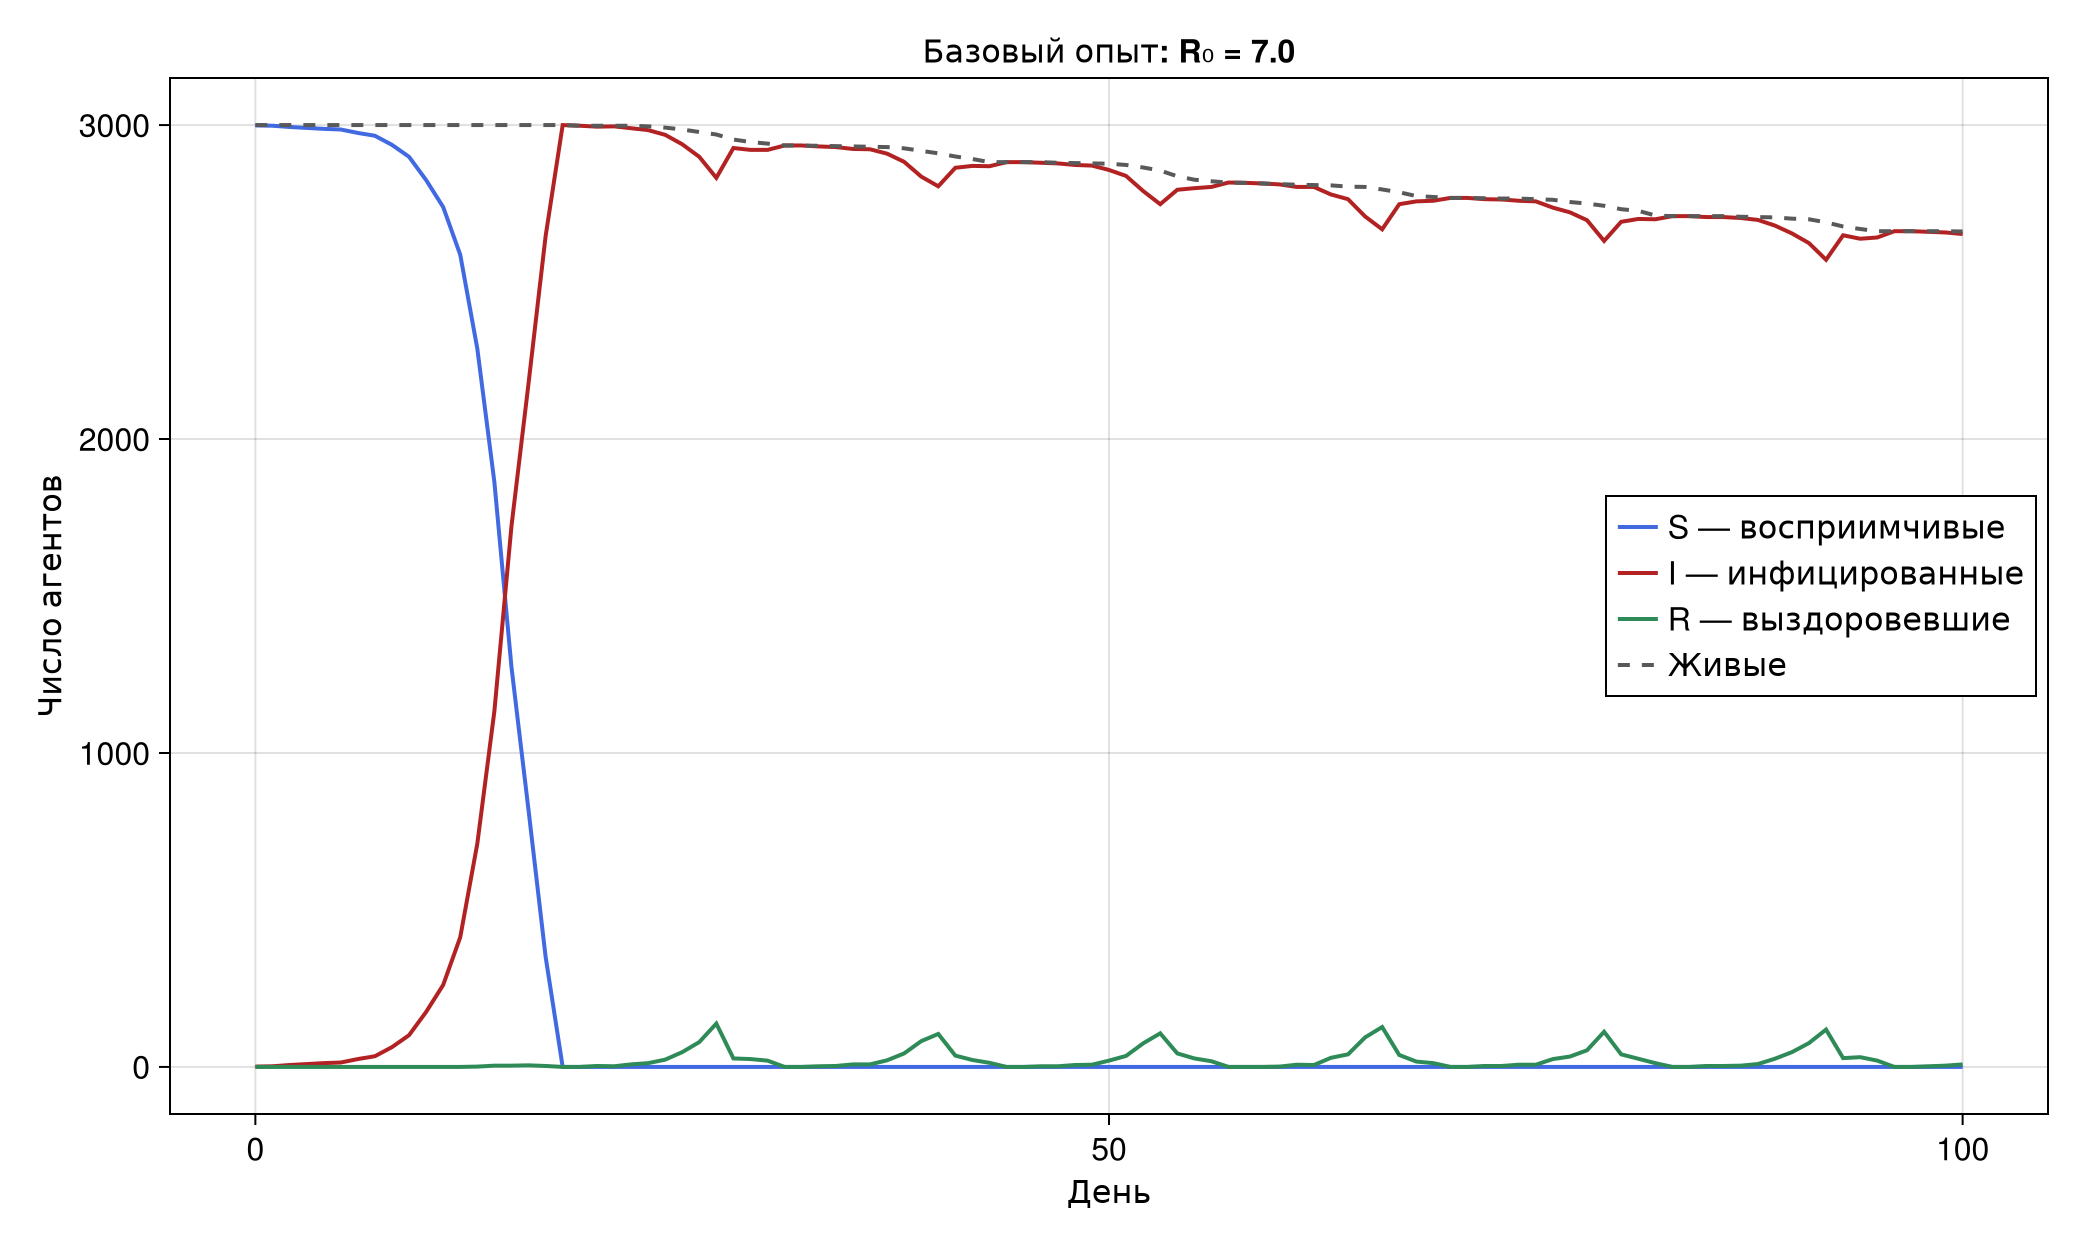 Базовый опыт: R₀ = 7.0
Число агентов
3000
2000
1000
0
S — восприимчивые
I — инфицированные
R — выздоровевшие
Живые
0
50
100
День